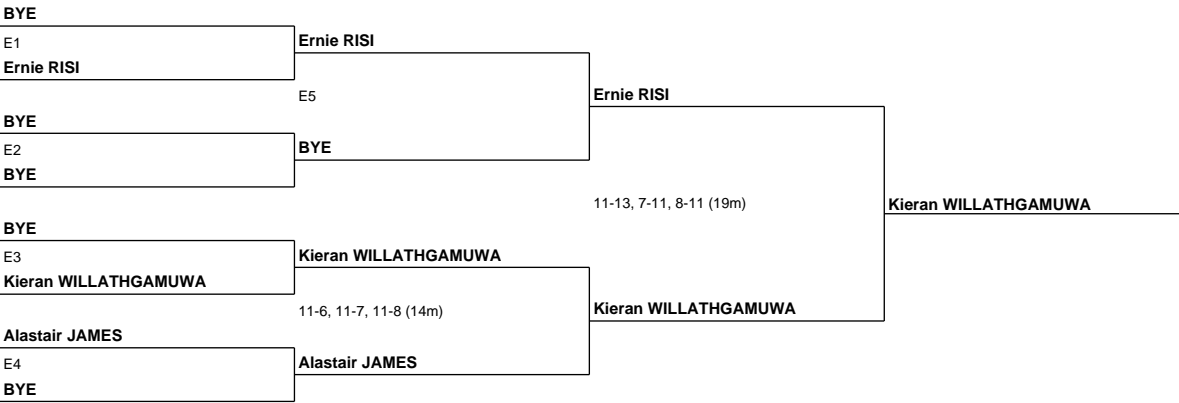 BYE
E1
Ernie RISI
Ernie RISI
E5
Ernie RISI
BYE
E2
BYE
BYE
11-13, 7-11, 8-11 (19m)
Kieran WILLATHGAMUWA
BYE
E3
Kieran WILLATHGAMUWA
Kieran WILLATHGAMUWA
11-6, 11-7, 11-8 (14m)
Kieran WILLATHGAMUWA
Alastair JAMES
E4
Alastair JAMES
BYE